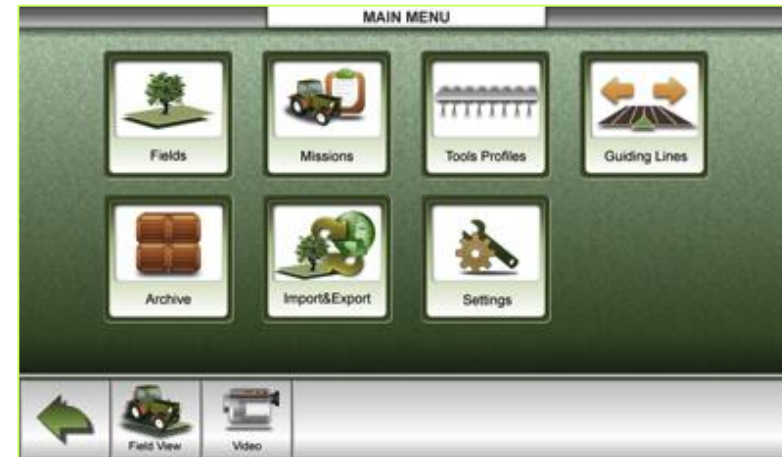 MAIN MENU
Fields
Missions
Tools Profiles
Guiding Lines
Archive
Import&Export
Settings
Field View
Video